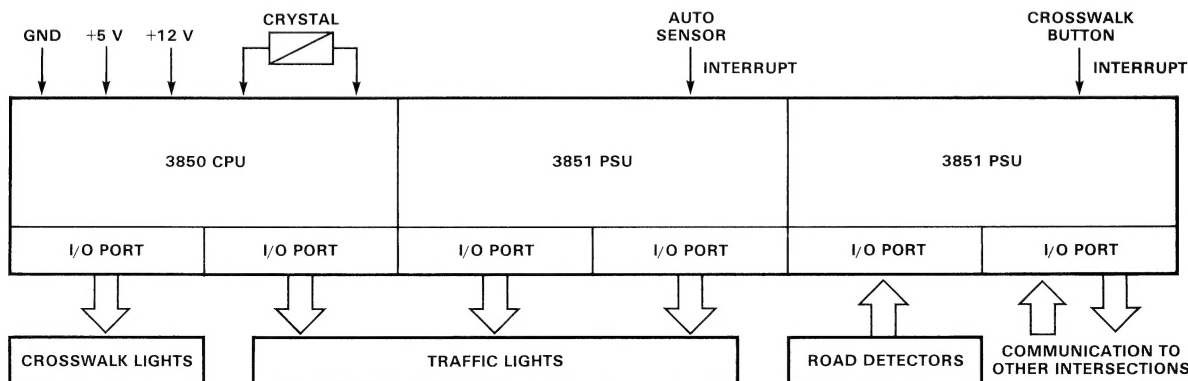 CRYSTAL
GND +5 V +12 V
AUTO
SENSOR
INTERRUPT
CROSSWALK
BUTTON
INTERRUPT
3850 CPU
3851 PSU
3851 PSU
I/O PORT
I/O PORT
I/O PORT
I/O PORT
I/O PORT
I/O PORT
CROSSWALK LIGHTS
TRAFFIC LIGHTS
ROAD DETECTORS
COMMUNICATION TO
OTHER INTERSECTIONS